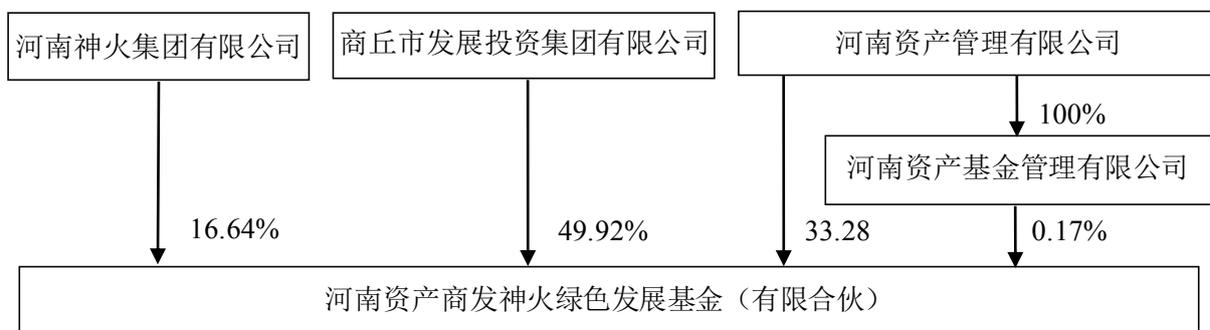 河南神火集团有限公司
商丘市发展投资集团有限公司
河南资产管理有限公司
100%
河南资产基金管理有限公司
16.64%
49.92%
33.28
0.17%
河南资产商发神火绿色发展基金（有限合伙）